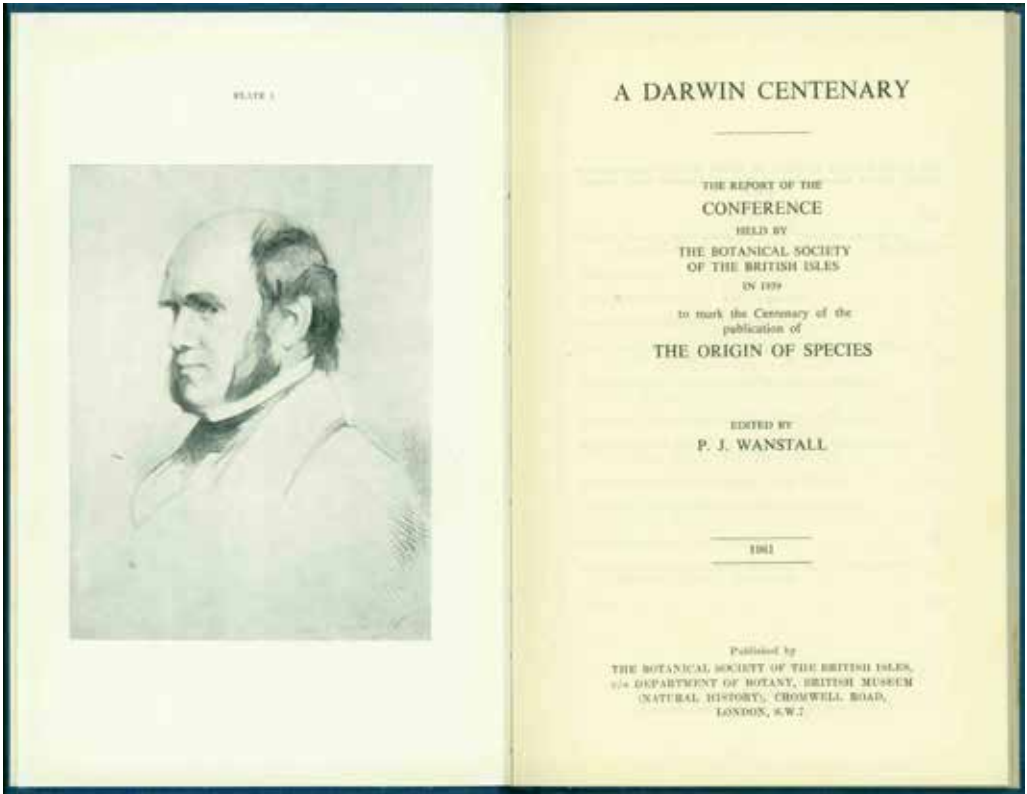 PLATE 1
A DARWIN CENTENARY
THE REPORT OF THE
CONFERENCE
HELD BY
THE BOTANICAL SOCIETY
OF THE BRITISH ISLES
IN 1959
to mark the Centenary of the
publication of
THE ORIGIN OF SPECIES
EDITED BY
P. J. WANSTALL
1961
Published by
THE BOTANICAL SOCIETY OF THE BRITISH ISLES,
c/o DEPARTMENT OF BOTANY, BRITISH MUSEUM
(NATURAL HISTORY), CROMWELL ROAD,
LONDON, S.W.7